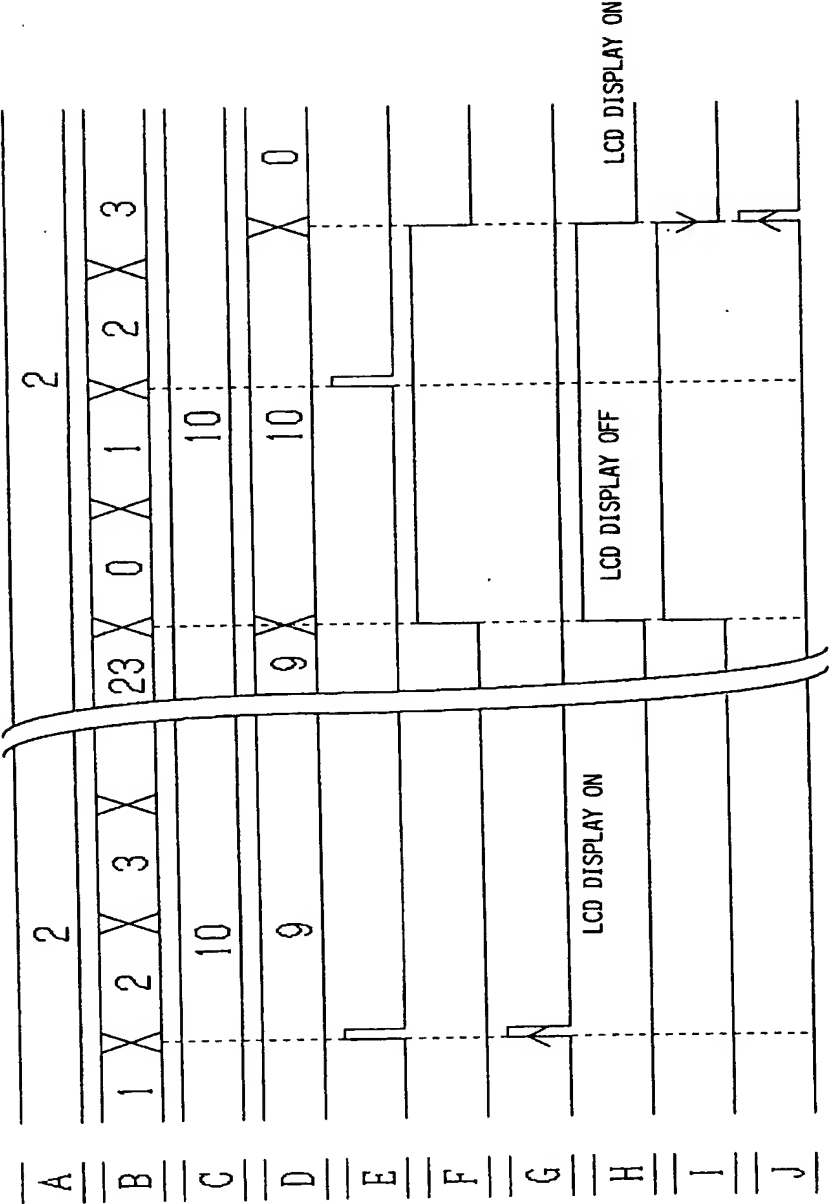 A 2 2
B 1 2 3 23 0 1 2 3
C 10 10
D 9 9 10 0
E
F
G
H LCD DISPLAY ON LCD DISPLAY OFF LCD DISPLAY ON
I
J